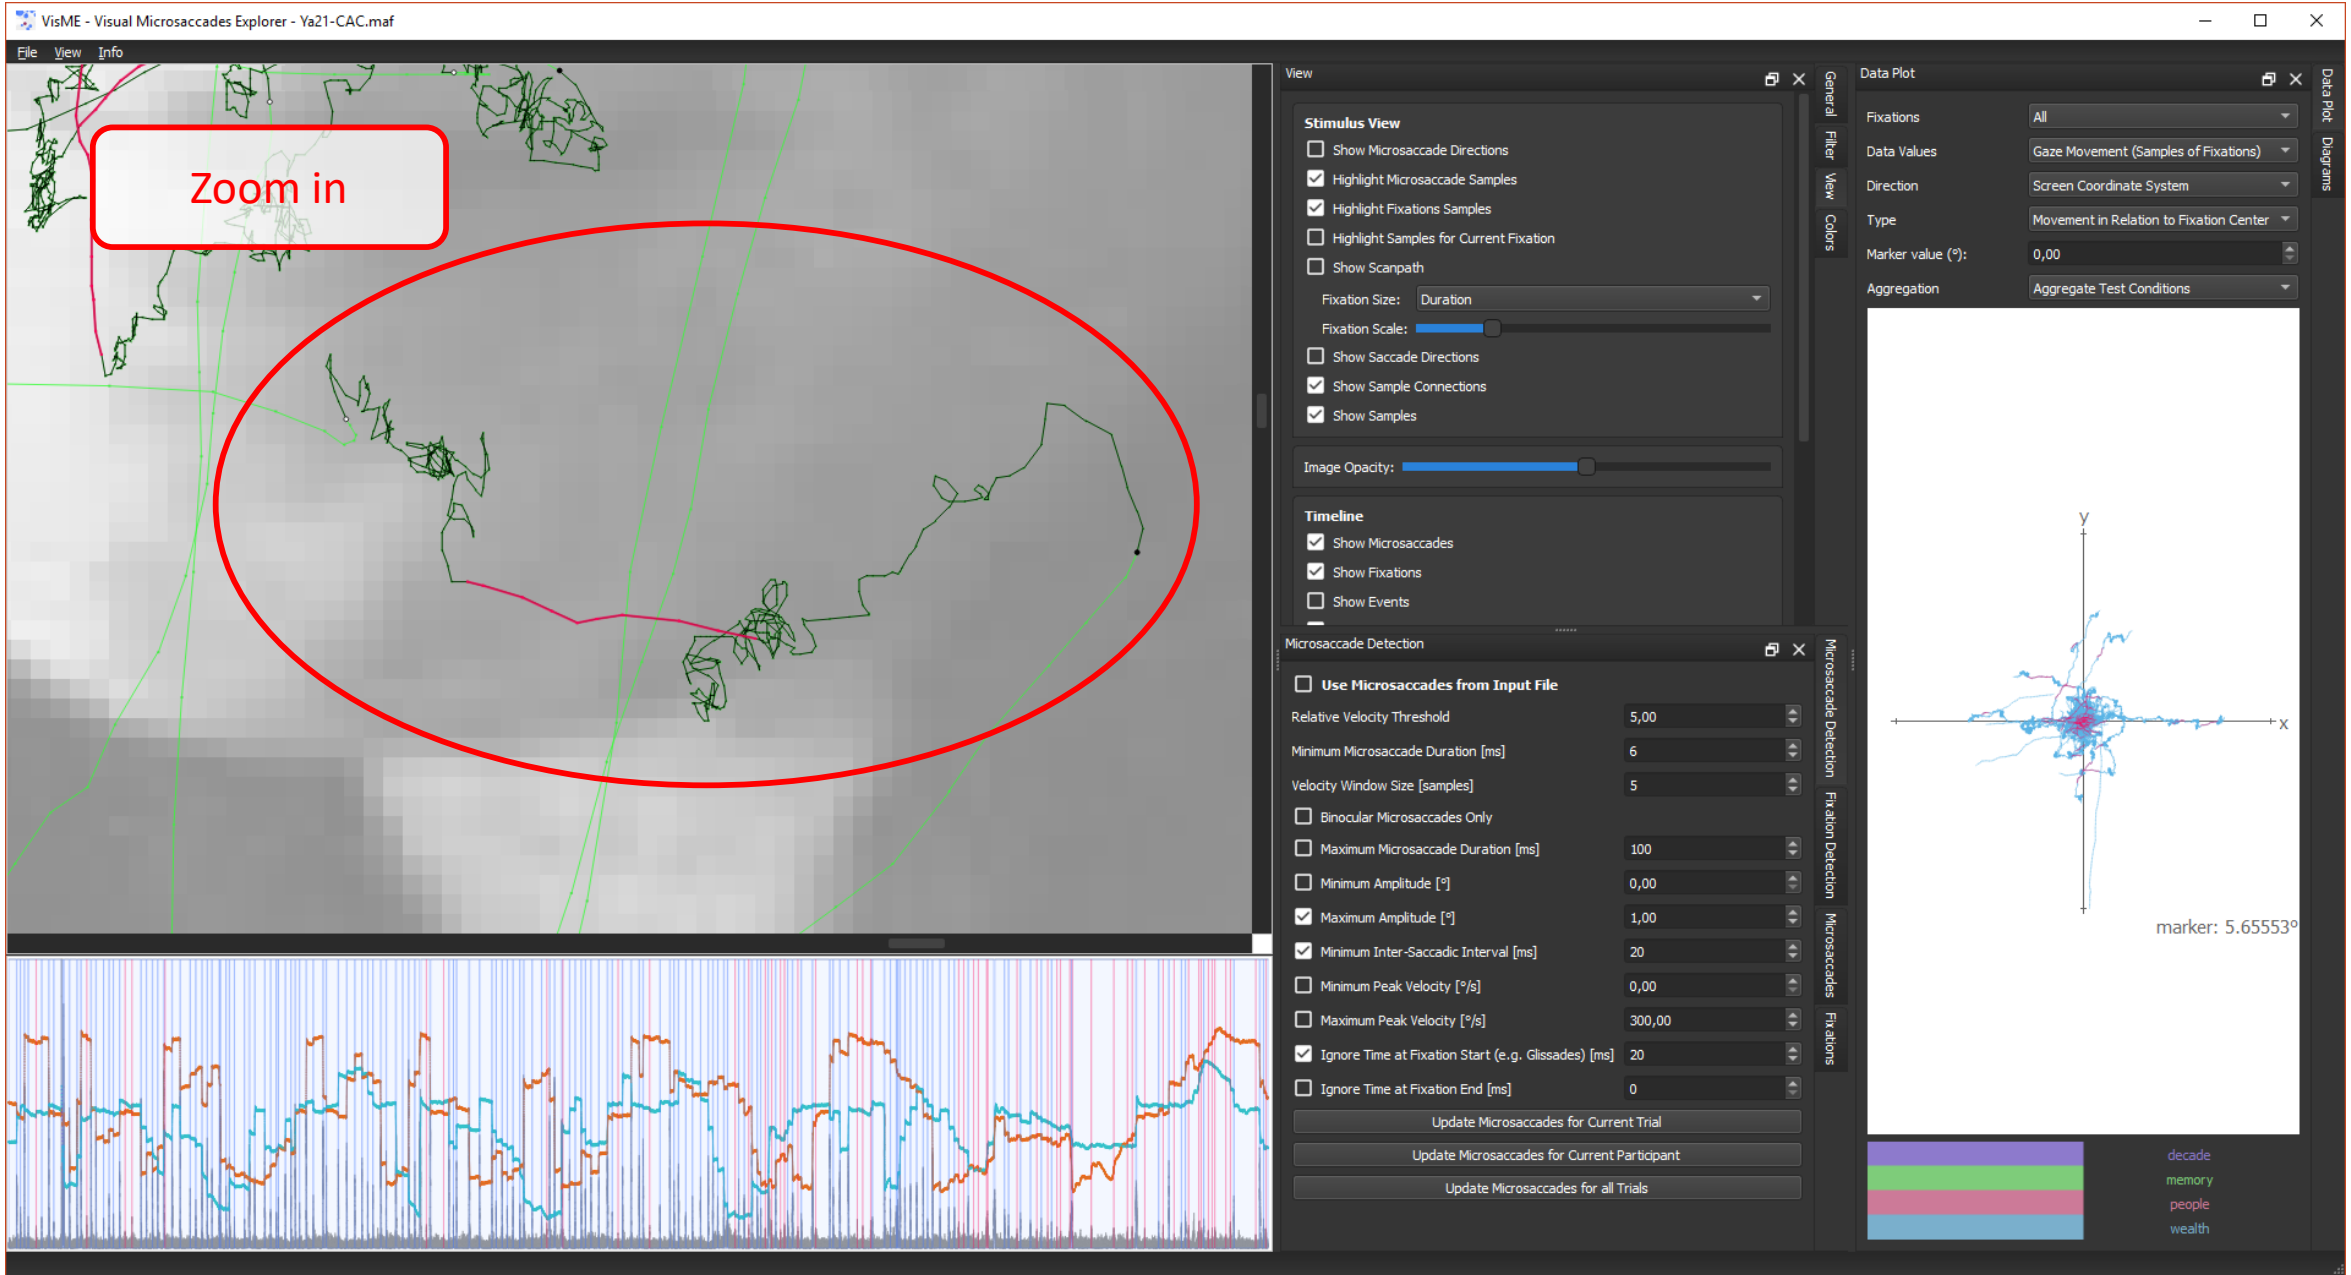 VisME - Visual Microsaccades Explorer - Ya21-CAC.maf
File View Info
Zoom in
View
General
Filter
View
Colors
Stimulus View
Show Microsaccade Directions
Highlight Microsaccade Samples
Highlight Fixations Samples
Highlight Samples for Current Fixation
Show Scanpath
Fixation Size: Duration
Fixation Scale:
Show Saccade Directions
Show Sample Connections
Show Samples
Image Opacity:
Timeline
Show Microsaccades
Show Fixations
Show Events
Microsaccade Detection
Microsaccade Detection
Fixation Detection
Microsaccades
Fixations
Use Microsaccades from Input File
Relative Velocity Threshold 5,00
Minimum Microsaccade Duration [ms] 6
Velocity Window Size [samples] 5
Binocular Microsaccades Only
Maximum Microsaccade Duration [ms] 100
Minimum Amplitude [º] 0,00
Maximum Amplitude [º] 1,00
Minimum Inter-Saccadic Interval [ms] 20
Minimum Peak Velocity [º/s] 0,00
Maximum Peak Velocity [º/s] 300,00
Ignore Time at Fixation Start (e.g. Glissades) [ms] 20
Ignore Time at Fixation End [ms] 0
Update Microsaccades for Current Trial
Update Microsaccades for Current Participant
Update Microsaccades for all Trials
Data Plot
Data Plot
Diagrams
Fixations All
Data Values Gaze Movement (Samples of Fixations)
Direction Screen Coordinate System
Type Movement in Relation to Fixation Center
Marker value (º): 0,00
Aggregation Aggregate Test Conditions
y
x
marker: 5.65553º
decade
memory
people
wealth